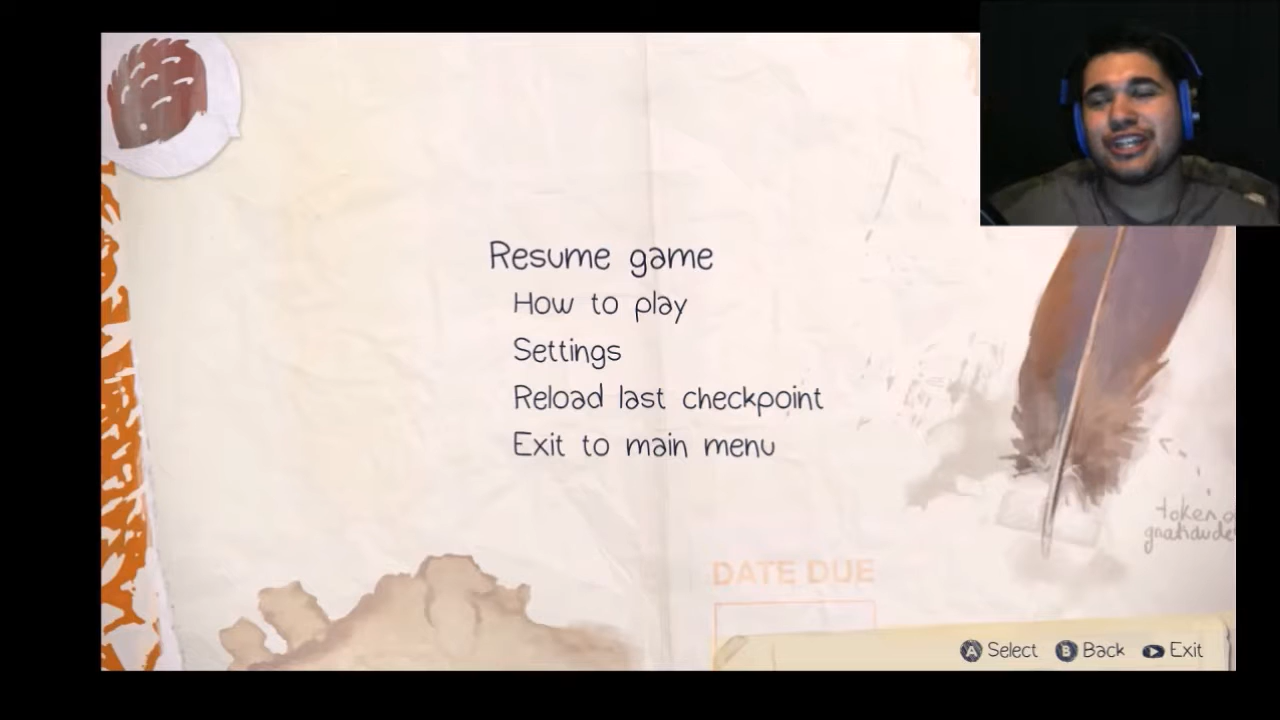 Resume game
How to play
Settings
Reload last checkpoint
Exit to main menu
token
DATE DUE
A Select B Back Exit